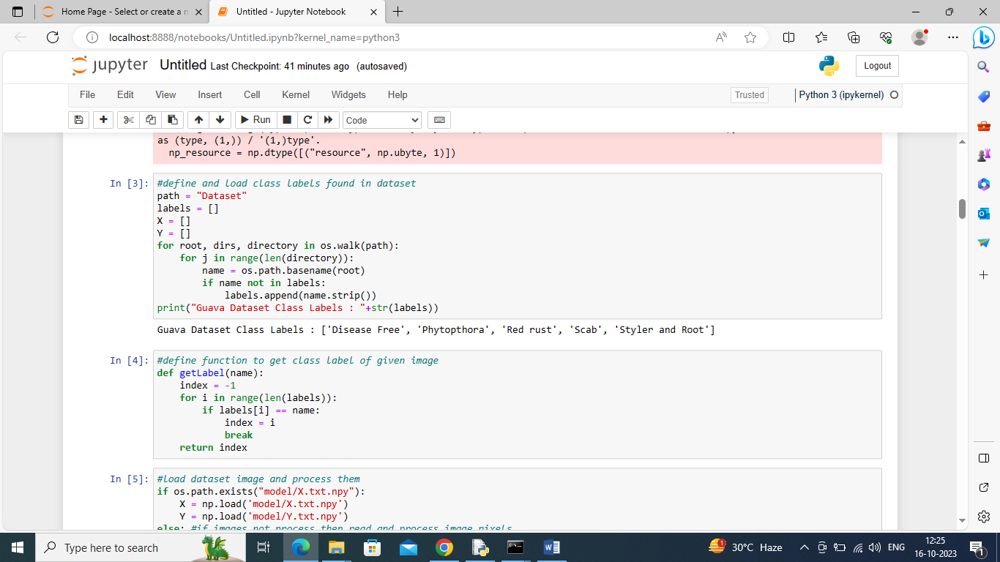 Home Page - Select or create a n
Untitled - Jupyter Notebook
localhost:8888/notebooks/Untitled.ipynb?kernel_name=python3
jupyter Untitled Last Checkpoint: 41 minutes ago (autosaved)
Logout
File Edit View Insert Cell Kernel Widgets Help
Trusted
Python 3 (ipykernel)
Run
Code
as (type, (1,)) / '(1,)type'.
  np_resource = np.dtype([("resource", np.ubyte, 1)])
In [3]:
#define and load class labels found in dataset
path = "Dataset"
labels = []
X = []
Y = []
for root, dirs, directory in os.walk(path):
    for j in range(len(directory)):
        name = os.path.basename(root)
        if name not in labels:
            labels.append(name.strip())
print("Guava Dataset Class Labels : "+str(labels))
Guava Dataset Class Labels : ['Disease Free', 'Phytopthora', 'Red rust', 'Scab', 'Styler and Root']
In [4]:
#define function to get class label of given image
def getLabel(name):
    index = -1
    for i in range(len(labels)):
        if labels[i] == name:
            index = i
            break
    return index
In [5]:
#load dataset image and process them
if os.path.exists("model/X.txt.npy"):
    X = np.load('model/X.txt.npy')
    Y = np.load('model/Y.txt.npy')
else: #if images not process then read and process image pixels
Type here to search
1
30°C Haze
ENG
12:25
16-10-2023
1